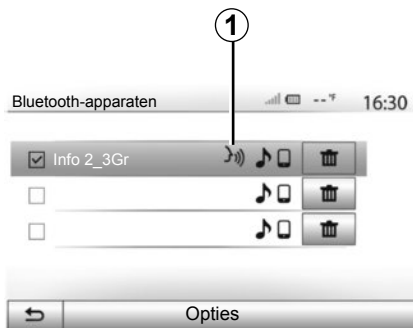 1
Bluetooth-apparaten -- °F 16:30
Info 2_3Gr
Opties